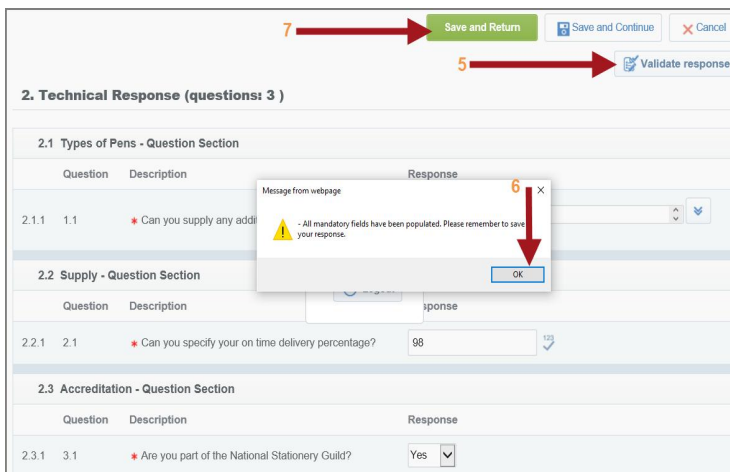 7 Save and Return Save and Continue Cancel
5 Validate response
2. Technical Response (questions: 3 )
2.1 Types of Pens - Question Section
Question Description Response
2.1.1 1.1 * Can you supply any
Message from webpage 6 X
- All mandatory fields have been populated. Please remember to save
your response.
OK
2.2 Supply - Question Section
Question Description
2.2.1 2.1 * Can you specify your on time delivery percentage? 98 123
2.3 Accreditation - Question Section
Question Description Response
2.3.1 3.1 * Are you part of the National Stationery Guild? Yes